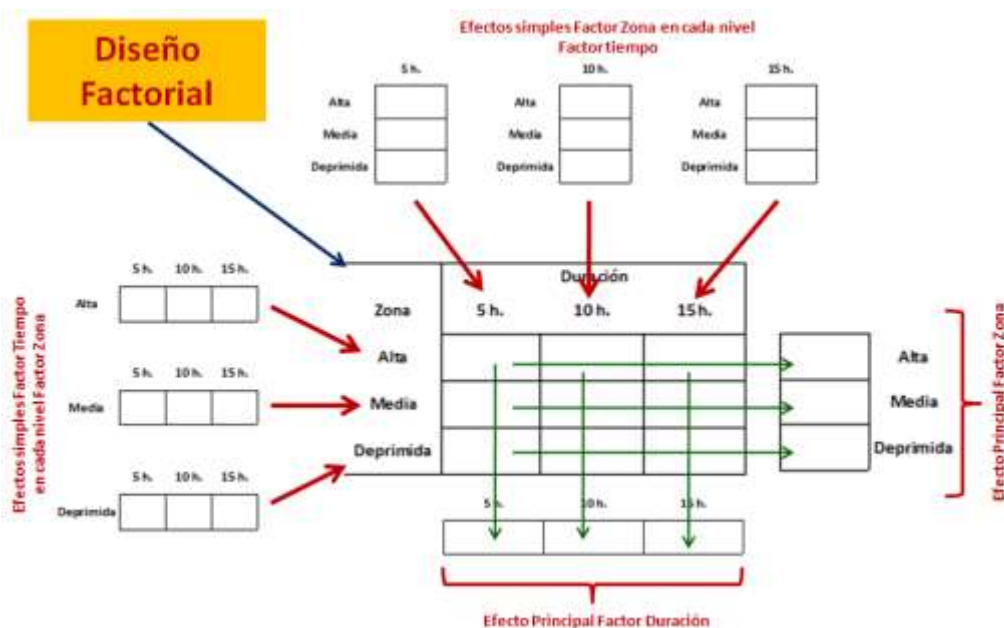 Diseño
Factorial
Efectos simples Factor Zona en cada nivel
Factor tiempo
5 h.
10 h.
15 h.
Alta
Media
Deprimida
Alta
Media
Deprimida
Alta
Media
Deprimida
Efectos simples Factor Tiempo
en cada nivel Factor Zona
5 h. 10 h. 15 h.
Alta
5 h. 10 h. 15 h.
Media
5 h. 10 h. 15 h.
Deprimida
Duración
Zona 5 h. 10 h. 15 h.
Alta
Media
Deprimida
Alta
Media
Deprimida
Efecto Principal Factor Zona
5 h. 10 h. 15 h.
Efecto Principal Factor Duración